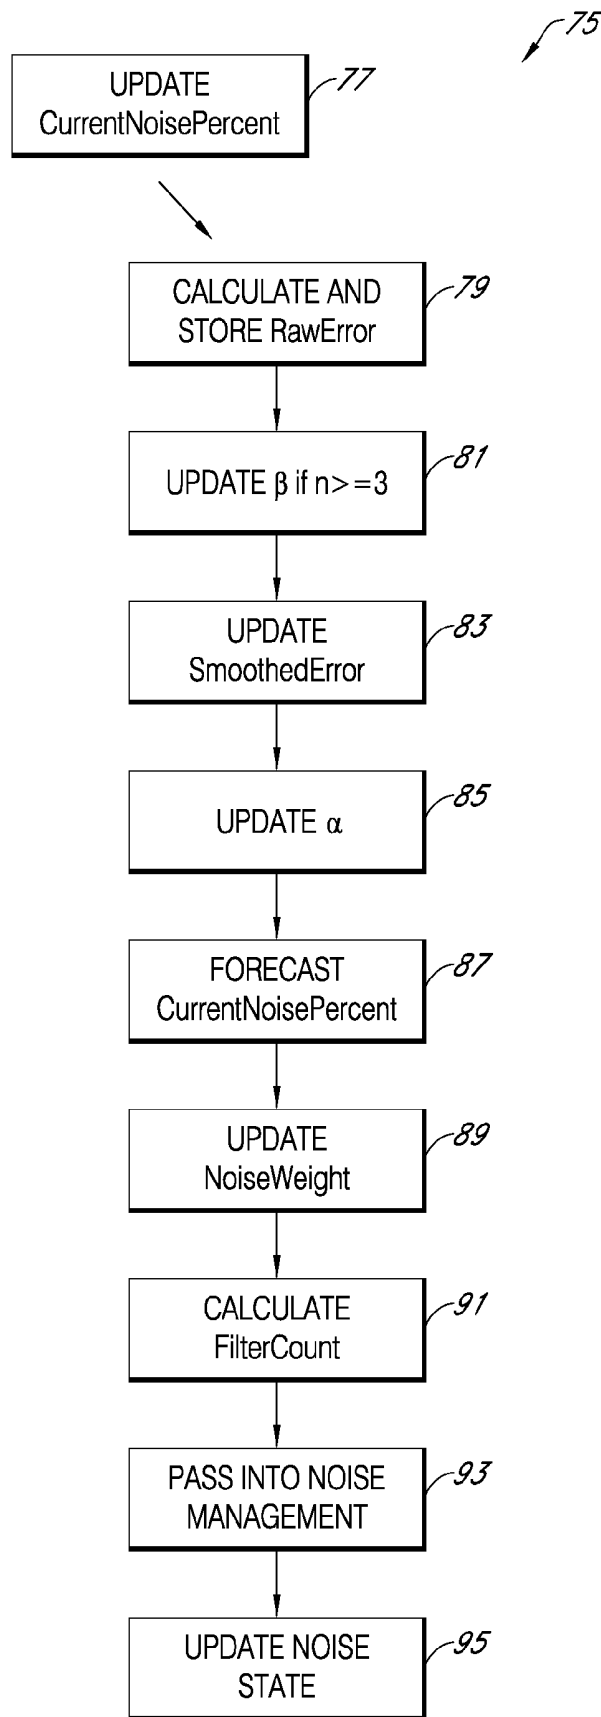 75
UPDATE
CurrentNoisePercent
77
CALCULATE AND
STORE RawError
79
UPDATE β if n>=3
81
UPDATE
SmoothedError
83
UPDATE α
85
FORECAST
CurrentNoisePercent
87
UPDATE
NoiseWeight
89
CALCULATE
FilterCount
91
PASS INTO NOISE
MANAGEMENT
93
UPDATE NOISE
STATE
95